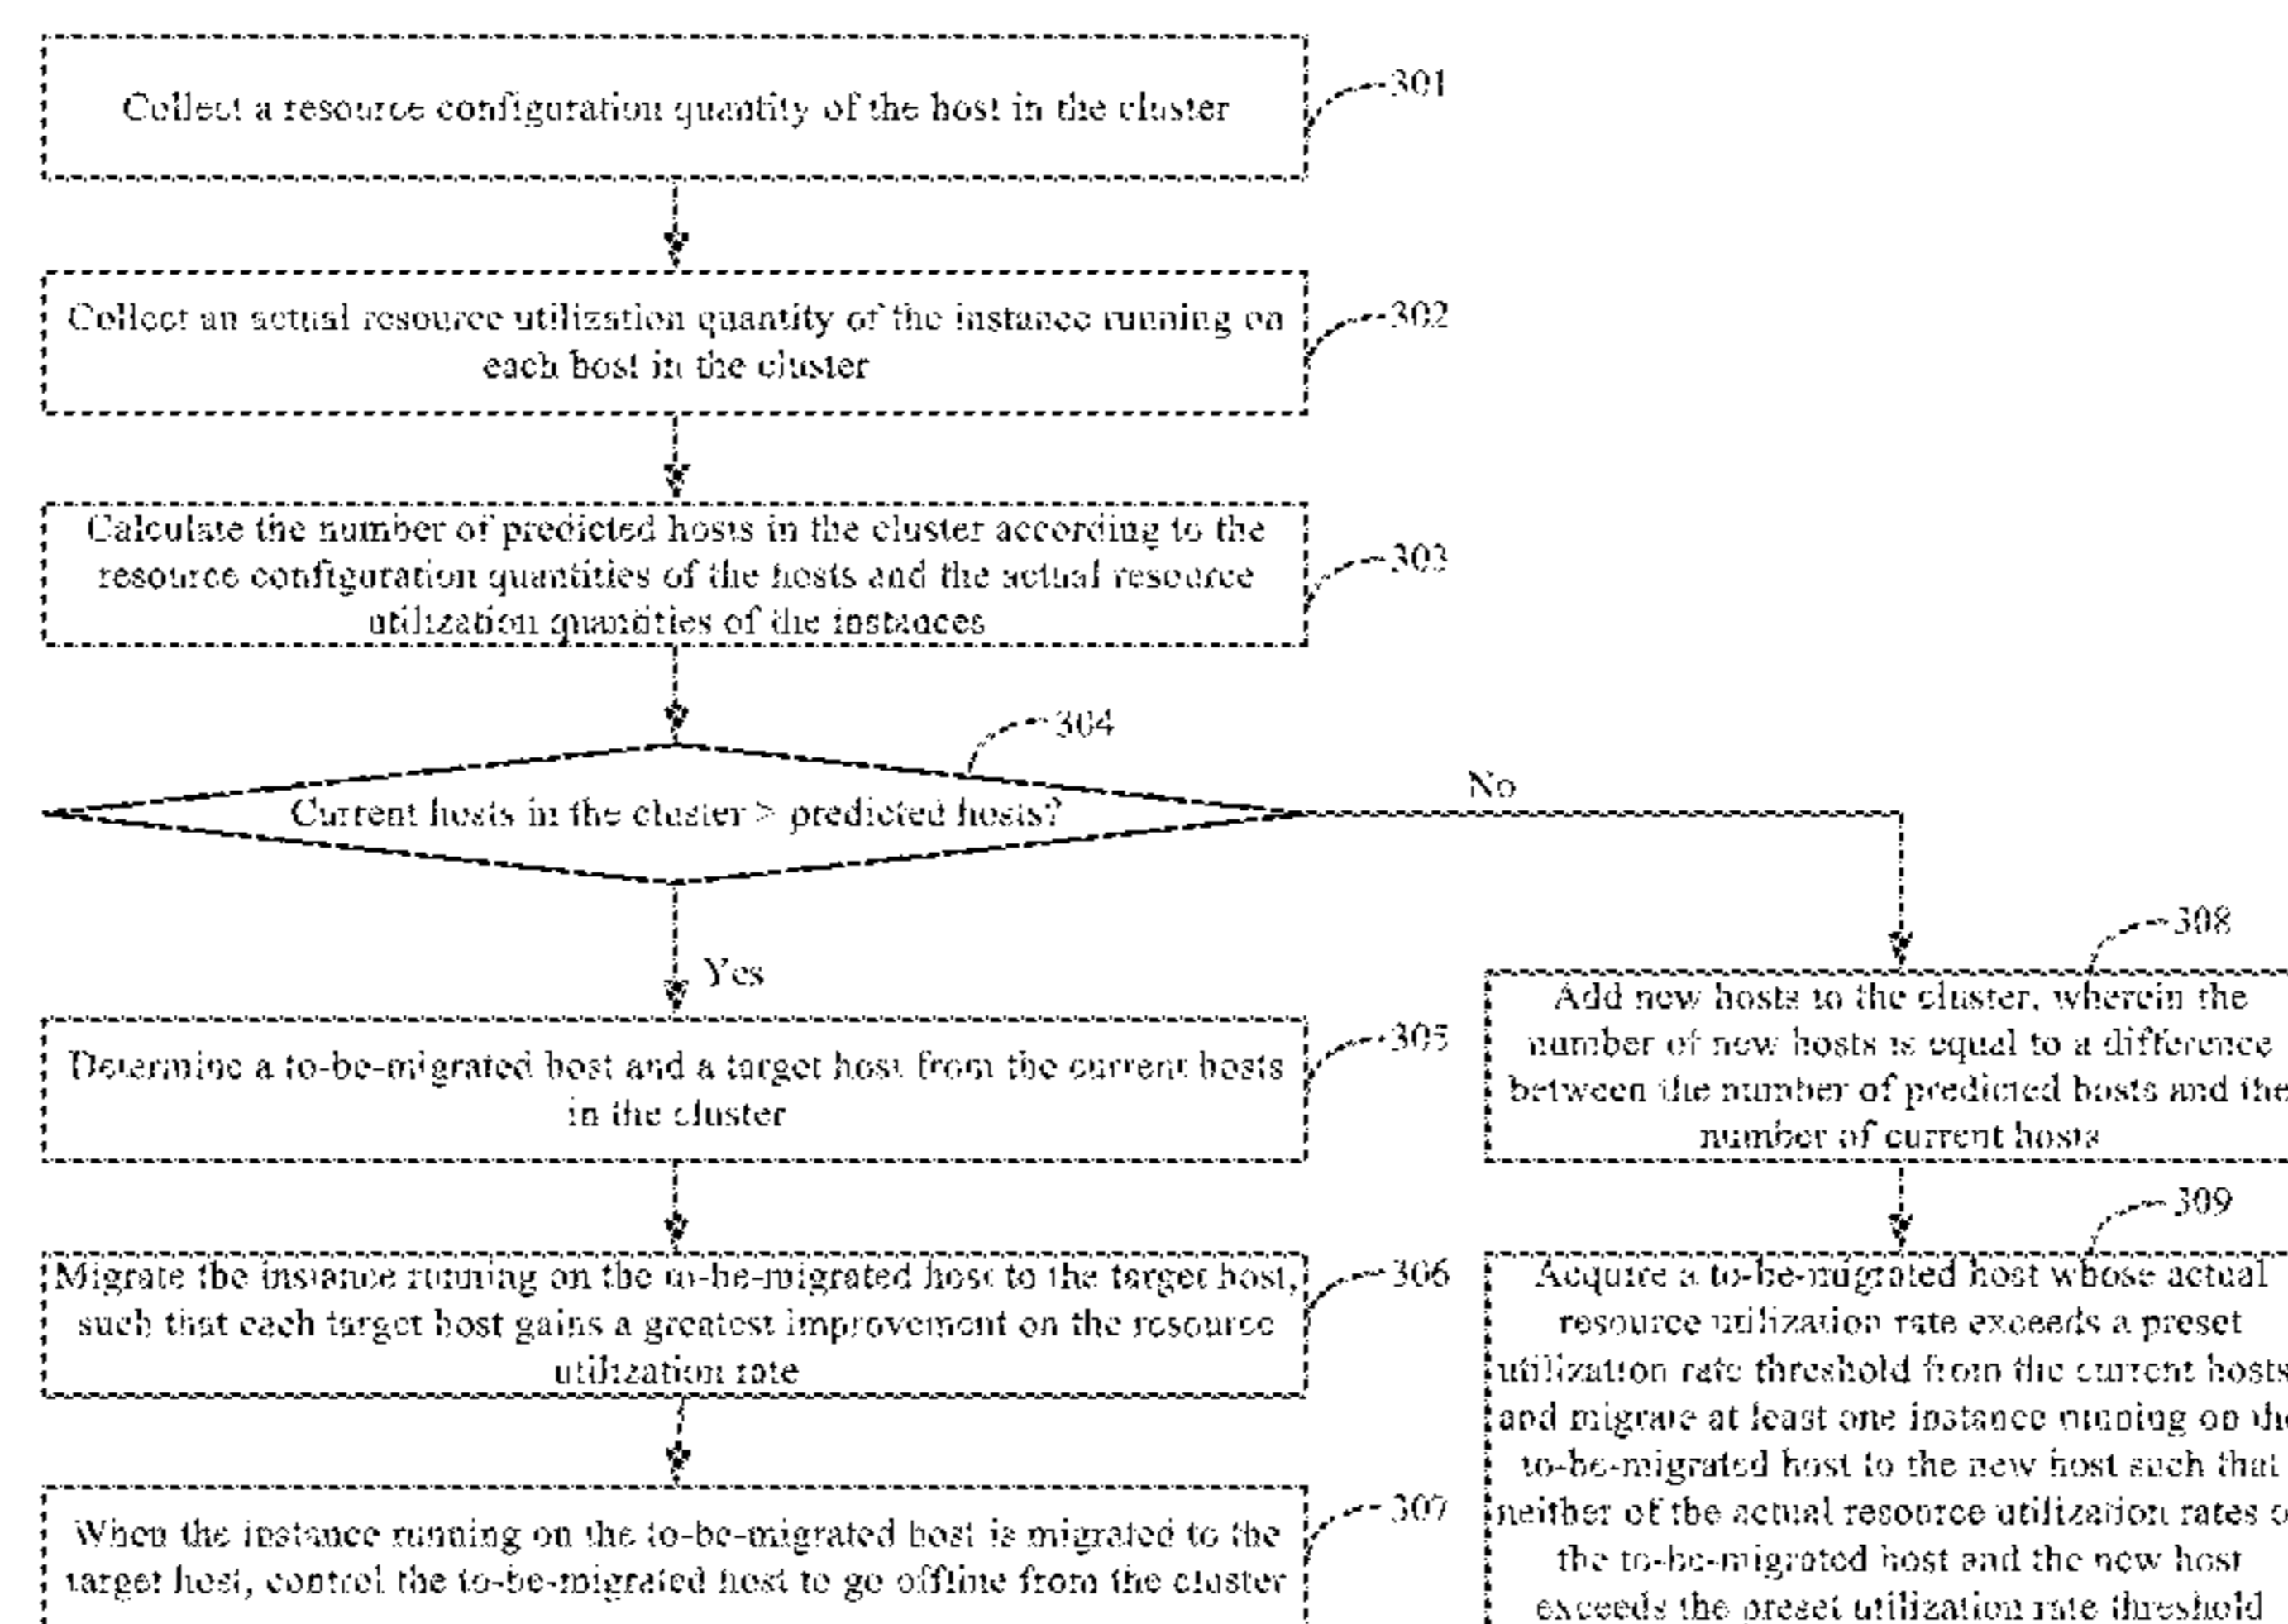 Collect a resource configuration quantity of the host in the cluster
301
Collect an actual resource utilization quantity of the instance running on
each host in the cluster
302
Calculate the number of predicted hosts in the cluster according to the
resource configuration quantities of the hosts and the actual resource
utilization quantities of the instances
303
304
Current hosts in the cluster > predicted hosts?
No
Yes
Determine a to-be-migrated host and a target host from the current hosts
in the cluster
305
Migrate the instance running on the to-be-migrated host to the target host,
such that each target host gains a greatest improvement on the resource
utilization rate
306
When the instance running on the to-be-migrated host is migrated to the
target host, control the to-be-migrated host to go offline from the cluster
307
308
Add new hosts to the cluster, wherein the
number of new hosts is equal to a difference
between the number of predicted hosts and the
number of current hosts
309
Acquire a to-be-migrated host whose actual
resource utilization rate exceeds a preset
utilization rate threshold from the current hosts
and migrate at least one instance running on the
to-be-migrated host to the new host such that
neither of the actual resource utilization rates
the to-be-migrated host and the new host
exceeds the preset utilization rate threshold